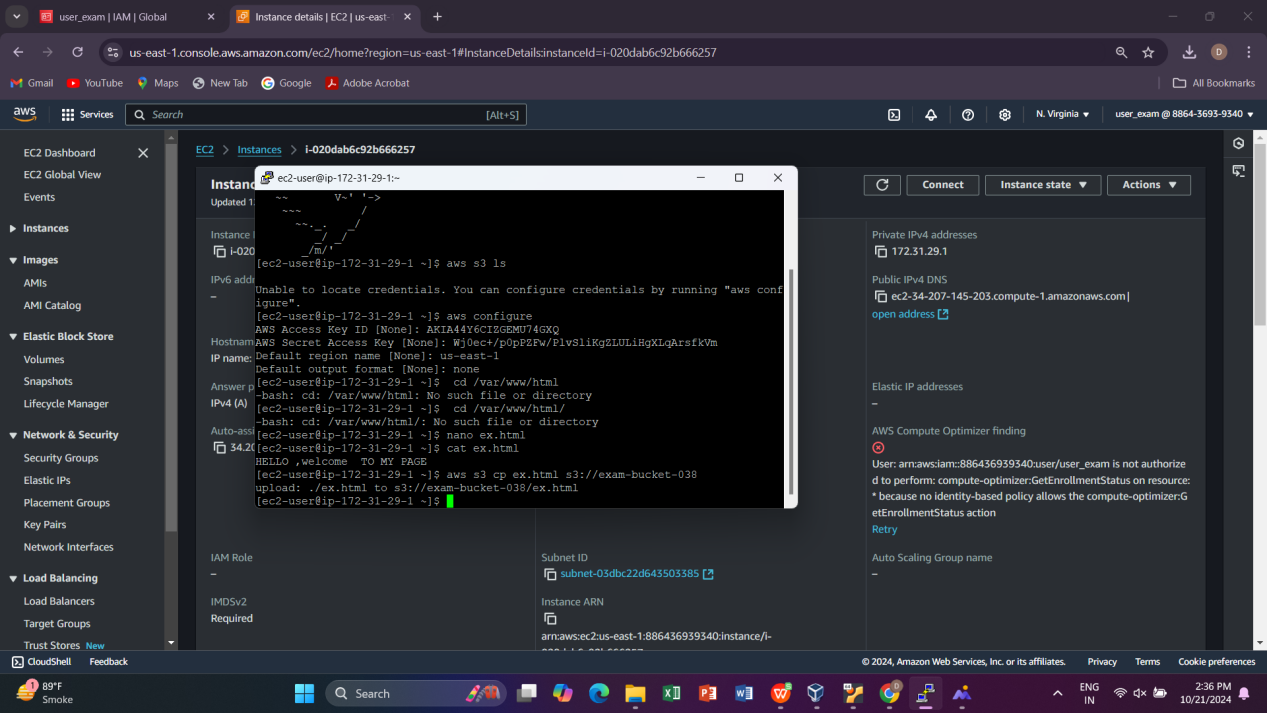 user_exam | IAM | Global
Instance details | EC2 | us-east-
us-east-1.console.aws.amazon.com/ec2/home?region=us-east-1#InstanceDetails:instanceId=i-020dab6c92b666257
D
Gmail
YouTube
Maps
New Tab
Google
Adobe Acrobat
All Bookmarks
aws
Services
Search
[Alt+S]
N. Virginia
user_exam @ 8864-3693-9340
EC2 Dashboard
EC2 Global View
Events
Instances
Images
AMIs
AMI Catalog
Elastic Block Store
Volumes
Snapshots
Lifecycle Manager
Network & Security
Security Groups
Elastic IPs
Placement Groups
Key Pairs
Network Interfaces
Load Balancing
Load Balancers
Target Groups
Trust Stores New
EC2 > Instances > i-020dab6c92b666257
Connect
Instance state
Actions
Instance I
i-020
IPv6 addr
–
Hostnam
IP name:
Answer p
IPv4 (A)
Auto-assi
34.20
IAM Role
–
IMDSv2
Required
ec2-user@ip-172-31-29-1:~
~~ V~' '->
~~~ /
~~._. _/
_/ _/
_/m/'
[ec2-user@ip-172-31-29-1 ~]$ aws s3 ls
Unable to locate credentials. You can configure credentials by running "aws conf
igure".
[ec2-user@ip-172-31-29-1 ~]$ aws configure
AWS Access Key ID [None]: AKIA44Y6CIZGEMU74GXQ
AWS Secret Access Key [None]: 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
Default region name [None]: us-east-1
Default output format [None]: none
[ec2-user@ip-172-31-29-1 ~]$  cd /var/www/html
-bash: cd: /var/www/html: No such file or directory
[ec2-user@ip-172-31-29-1 ~]$  cd /var/www/html/
-bash: cd: /var/www/html/: No such file or directory
[ec2-user@ip-172-31-29-1 ~]$ nano ex.html
[ec2-user@ip-172-31-29-1 ~]$ cat ex.html
HELLO ,welcome  TO MY PAGE
[ec2-user@ip-172-31-29-1 ~]$ aws s3 cp ex.html s3://exam-bucket-038
upload: ./ex.html to s3://exam-bucket-038/ex.html
[ec2-user@ip-172-31-29-1 ~]$
Subnet ID
subnet-03dbc22d643503385
Instance ARN
arn:aws:ec2:us-east-1:886436939340:instance/i-
Private IPv4 addresses
172.31.29.1
Public IPv4 DNS
ec2-34-207-145-203.compute-1.amazonaws.com |
open address
Elastic IP addresses
–
AWS Compute Optimizer finding
User: arn:aws:iam::886436939340:user/user_exam is not authorize
d to perform: compute-optimizer:GetEnrollmentStatus on resource:
* because no identity-based policy allows the compute-optimizer:G
etEnrollmentStatus action
Retry
Auto Scaling Group name
–
CloudShell
Feedback
© 2024, Amazon Web Services, Inc. or its affiliates.
Privacy
Terms
Cookie preferences
1
89°F
Smoke
Search
ENG
IN
2:36 PM
10/21/2024